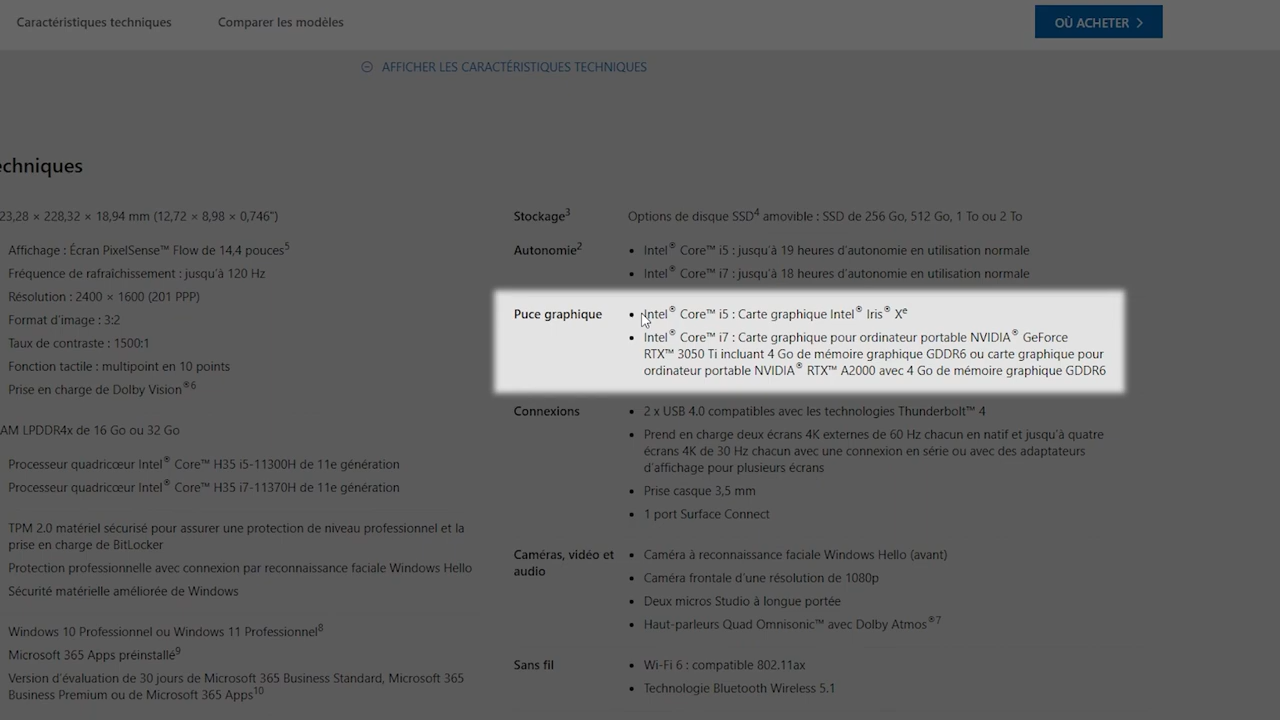 Caractéristiques techniques
Comparer les modèles
OÙ ACHETER
AFFICHER LES CARACTÉRISTIQUES TECHNIQUES
echniques
23,28 × 228,32 × 18,94 mm (12,72 × 8,98 × 0,746")
Affichage : Écran PixelSense™ Flow de 14,4 pouces5
Fréquence de rafraîchissement : jusqu'à 120 Hz
Résolution : 2400 × 1600 (201 PPP)
Format d'image : 3:2
Taux de contraste : 1500:1
Fonction tactile : multipoint en 10 points
Prise en charge de Dolby Vision®6
AM LPDDR4x de 16 Go ou 32 Go
Processeur quadricœur Intel® Core™ H35 i5-11300H de 11e génération
Processeur quadricœur Intel® Core™ H35 i7-11370H de 11e génération
TPM 2.0 matériel sécurisé pour assurer une protection de niveau professionnel et la
prise en charge de BitLocker
Protection professionnelle avec connexion par reconnaissance faciale Windows Hello
Sécurité matérielle améliorée de Windows
Windows 10 Professionnel ou Windows 11 Professionnel8
Microsoft 365 Apps préinstallé9
Version d'évaluation de 30 jours de Microsoft 365 Business Standard, Microsoft 365
Business Premium ou de Microsoft 365 Apps10
Stockage3
Options de disque SSD4 amovible : SSD de 256 Go, 512 Go, 1 To ou 2 To
Autonomie2
• Intel® Core™ i5 : jusqu'à 19 heures d'autonomie en utilisation normale
• Intel® Core™ i7 : jusqu'à 18 heures d'autonomie en utilisation normale
Puce graphique
• Intel® Core™ i5 : Carte graphique Intel® Iris® Xe
• Intel® Core™ i7 : Carte graphique pour ordinateur portable NVIDIA® GeForce
RTX™ 3050 Ti incluant 4 Go de mémoire graphique GDDR6 ou carte graphique pour
ordinateur portable NVIDIA® RTX™ A2000 avec 4 Go de mémoire graphique GDDR6
Connexions
• 2 x USB 4.0 compatibles avec les technologies Thunderbolt™ 4
• Prend en charge deux écrans 4K externes de 60 Hz chacun en natif et jusqu'à quatre
écrans 4K de 30 Hz chacun avec une connexion en série ou avec des adaptateurs
d'affichage pour plusieurs écrans
• Prise casque 3,5 mm
• 1 port Surface Connect
Caméras, vidéo et
audio
• Caméra à reconnaissance faciale Windows Hello (avant)
• Caméra frontale d'une résolution de 1080p
• Deux micros Studio à longue portée
• Haut-parleurs Quad Omnisonic™ avec Dolby Atmos®7
Sans fil
• Wi-Fi 6 : compatible 802.11ax
• Technologie Bluetooth Wireless 5.1